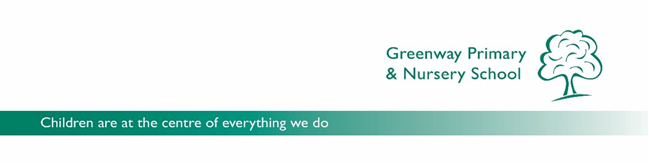 Greenway Primary
& Nursery School
Children are at the centre of everything we do